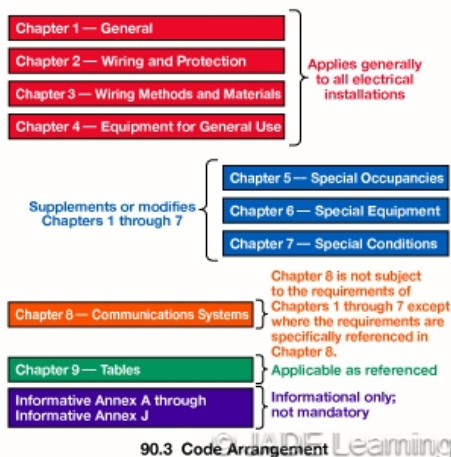 Chapter 1 — General
Chapter 2 — Wiring and Protection
Chapter 3 — Wiring Methods and Materials
Chapter 4 — Equipment for General Use
Applies generally
to all electrical
installations
Supplements or modifies
Chapters 1 through 7
Chapter 5 — Special Occupancies
Chapter 6 — Special Equipment
Chapter 7 — Special Conditions
Chapter 8 — Communications Systems
Chapter 8 is not subject
to the requirements of
Chapters 1 through 7 except
where the requirements are
specifically referenced in
Chapter 8.
Chapter 9 — Tables
Applicable as referenced
Informative Annex A through
Informative Annex J
Informational only;
not mandatory
© JADE Learning
90.3 Code Arrangement